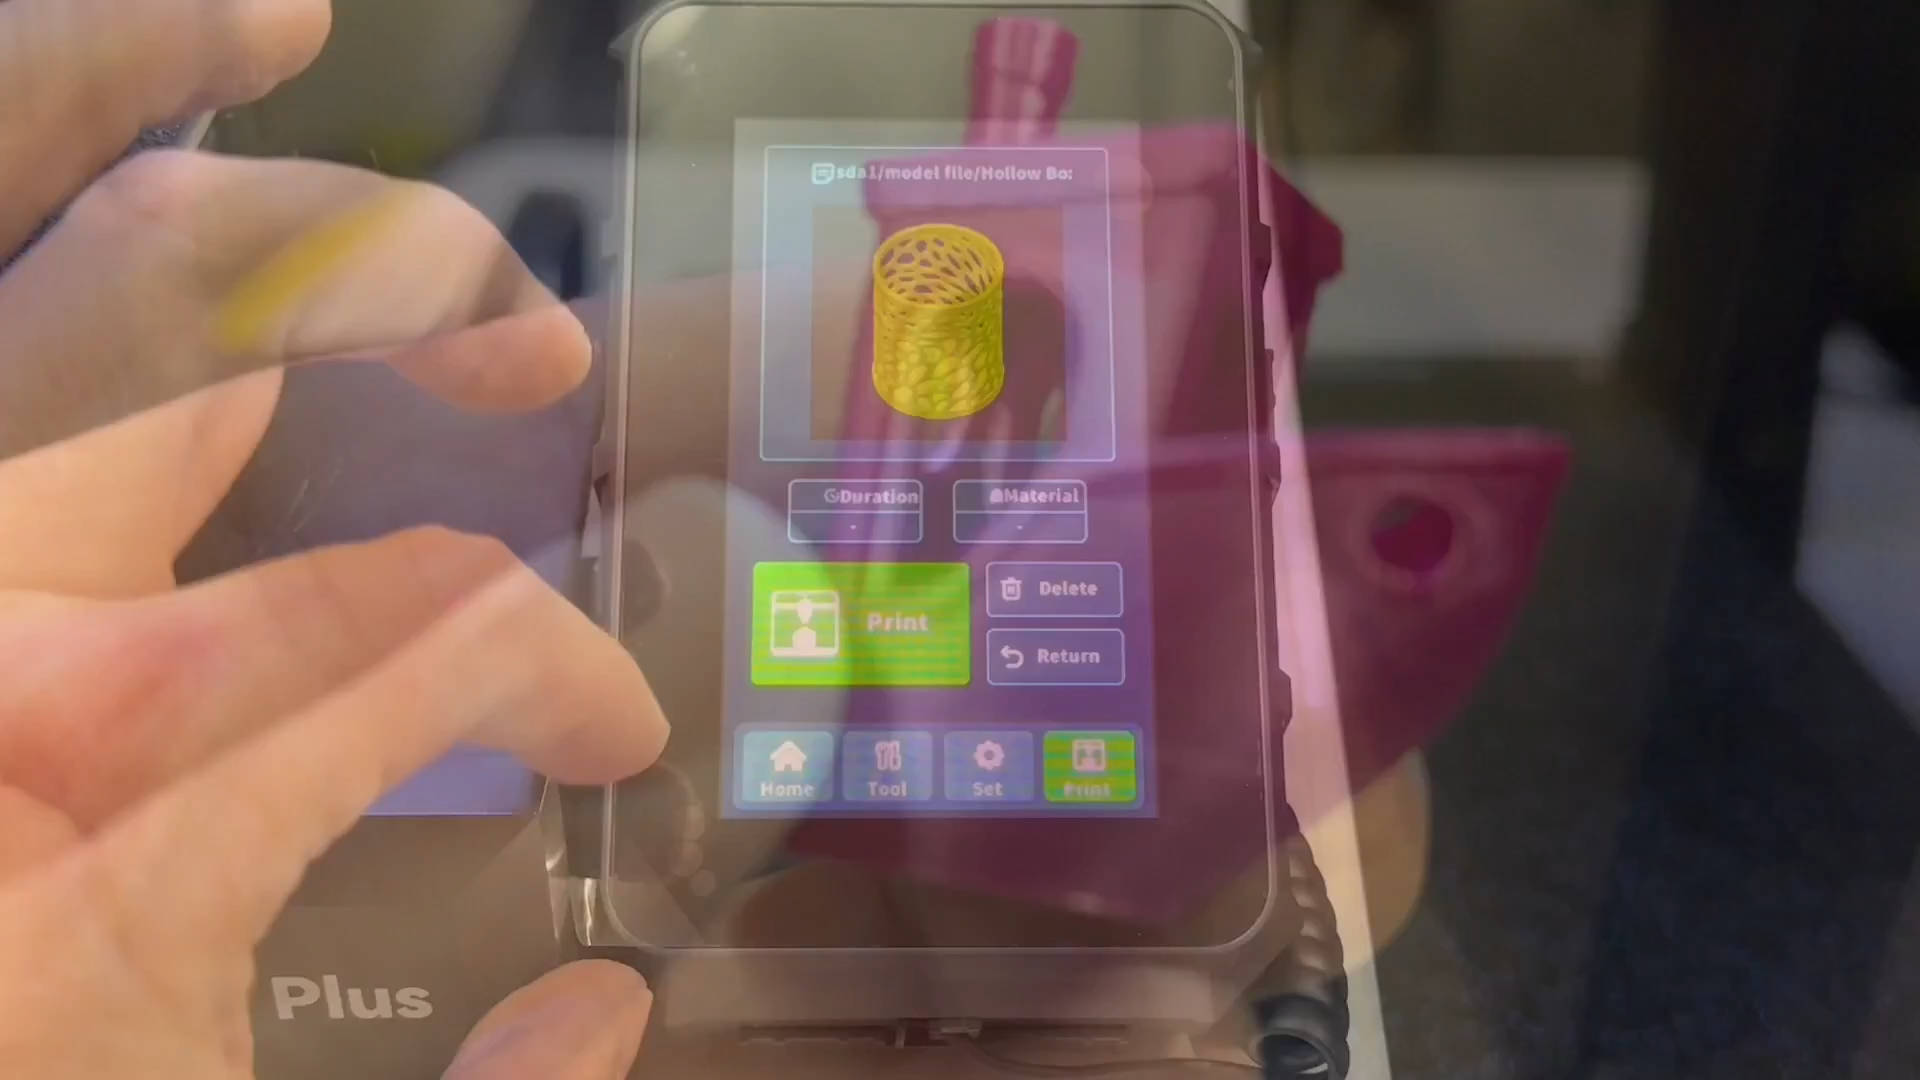 sda1/model file/Hollow Bo:
Duration
Material
-
-
Print
Delete
Return
Home
Tool
Set
Print
Plus